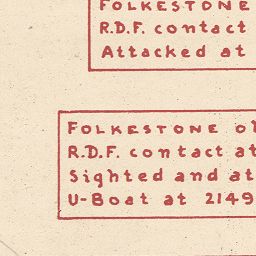 FOLKESTONE
R.D.F. contact
Attacked at
FOLKESTONE
R.D.F. contact at
Sighted and at
U-Boat at 2149